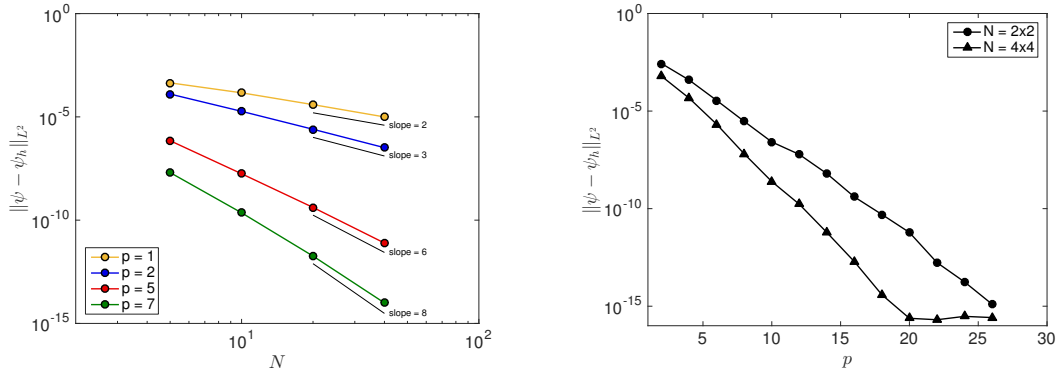 10^0
10^-5
10^-10
10^-15
||ψ − ψ_h||_{L^2}
slope = 2
slope = 3
slope = 6
slope = 8
p = 1
p = 2
p = 5
p = 7
10^1
10^2
N
10^0
10^-5
10^-10
10^-15
||ψ − ψ_h||_{L^2}
N = 2x2
N = 4x4
5
10
15
20
25
30
p